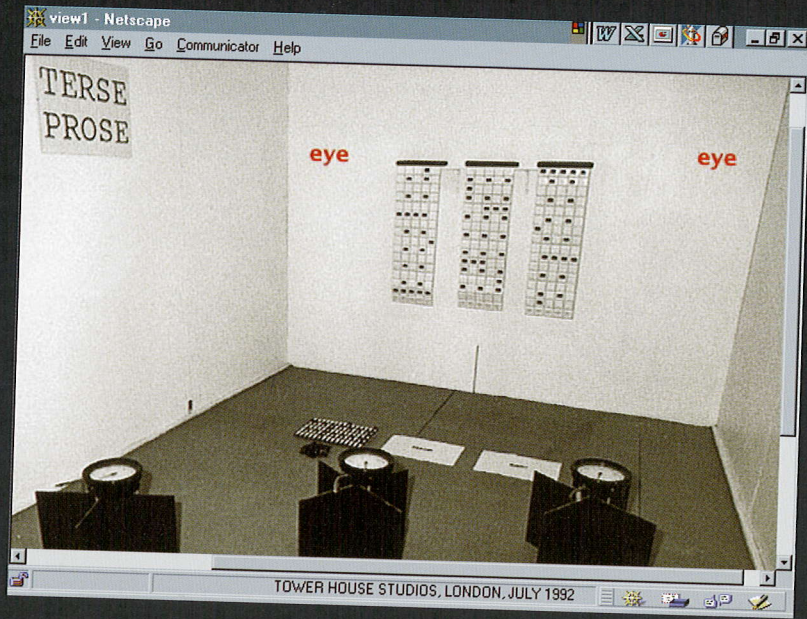 view1 - Netscape
File Edit View Go Communicator Help
TERSE
PROSE
eye
eye
TOWER HOUSE STUDIOS, LONDON, JULY 1992